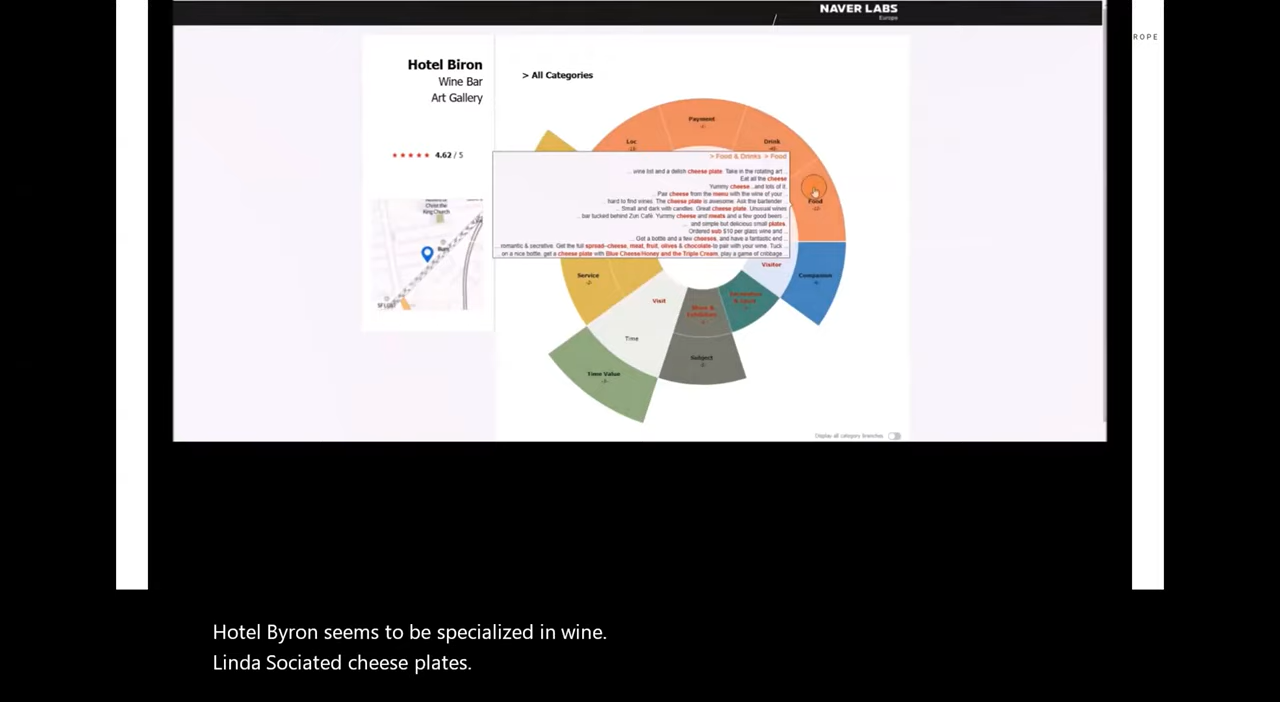 NAVER LABS
Europe
ROPE
Hotel Biron
Wine Bar
Art Gallery
> All Categories
4.62 / 5
Payment
Loc
Drink
Food
> Food & Drinks > Food
... wine list and a delish cheese plate. Take in the rotating art ...
Eat all the cheese
Yummy cheese...and lots of it.
... Pair cheese from the menu with the wine of your ...
... hard to find wines. The cheese plate is awesome. Ask the bartender ...
... Small and dark with candles. Great cheese plate. Unusual wines ...
... bar tucked behind Zuni Café. Yummy cheese and meats and a few good beers ...
... and simple but delicious small plates.
Ordered sub $10 per glass wine and ...
... Get a bottle and a few cheeses, and have a fantastic end ...
... romantic & secretive. Get the full spread-cheese, meat, fruit, olives & chocolate-to pair with your wine. Tuck ...
... on a nice bottle, get a cheese plate with Blue Cheese/Honey and the Triple Cream, play a game of cribbage ...
Visitor
Companion
Service
Visit
Time
Time Value
Show &
Exhibition
Subject
& Decor
Church
the
King Church
Display all category branches
Hotel Byron seems to be specialized in wine.
Linda Sociated cheese plates.